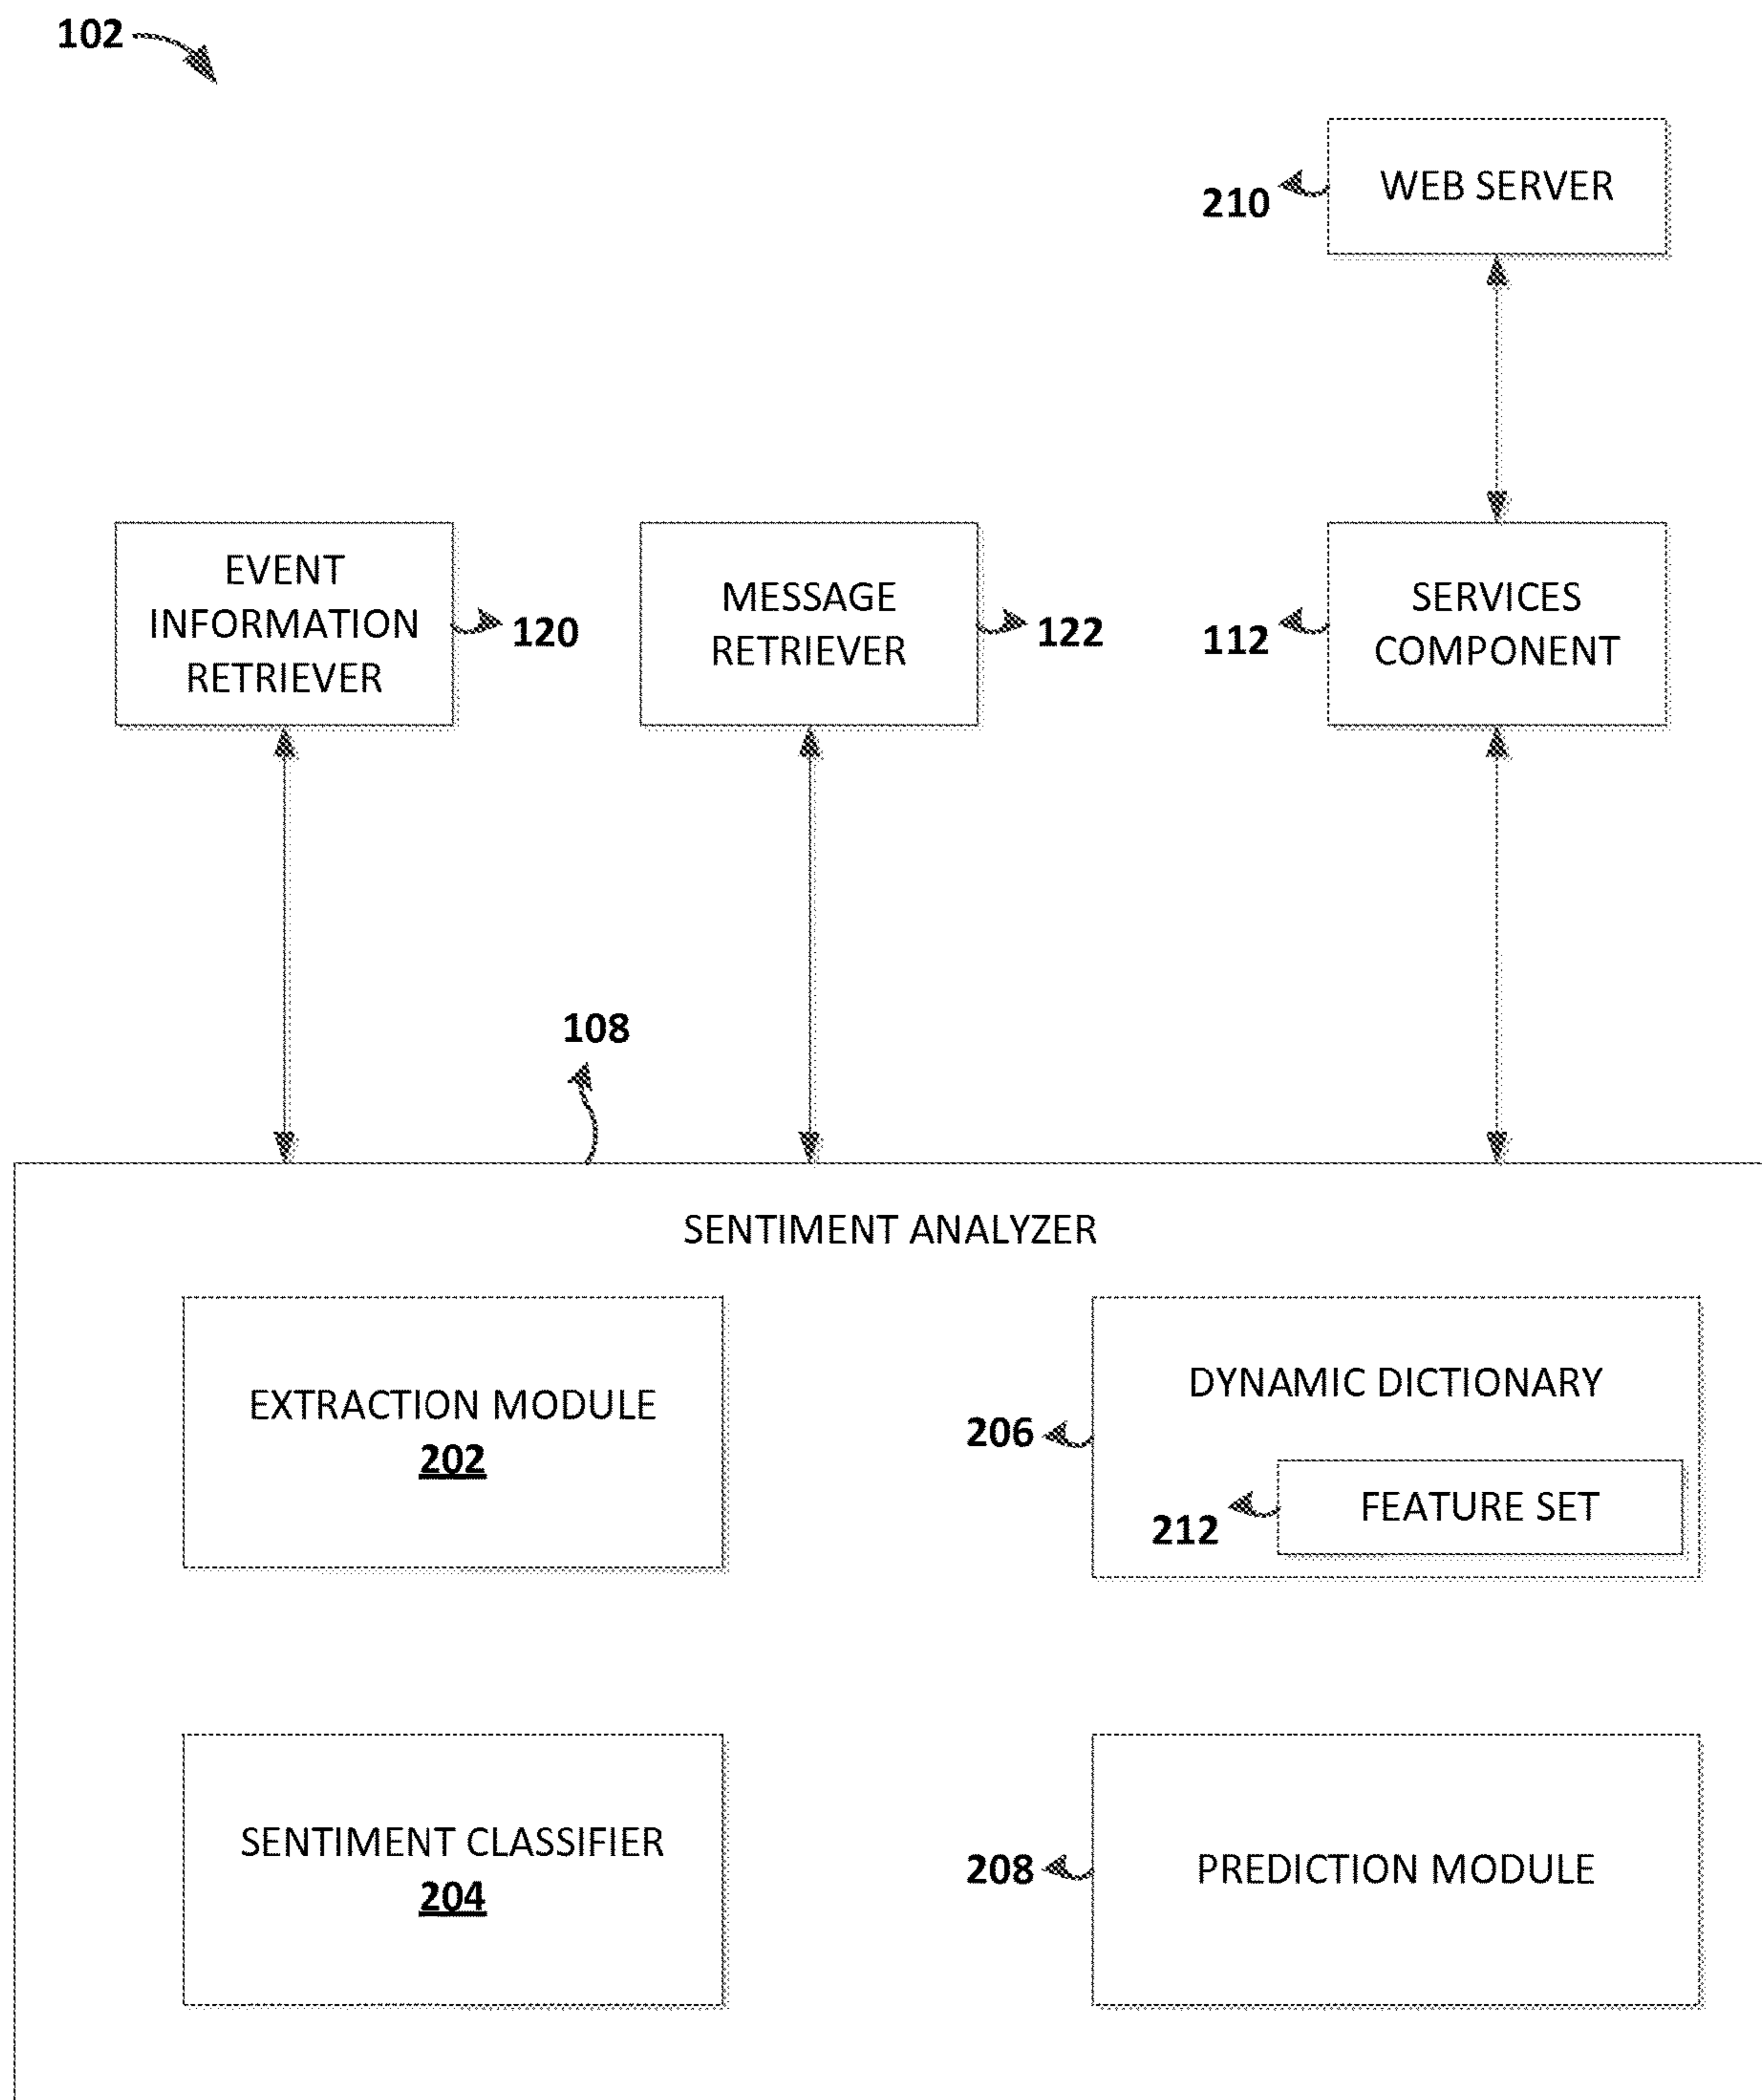 102
WEB SERVER
210
EVENT
INFORMATION
RETRIEVER
120
MESSAGE
RETRIEVER
122
112
SERVICES
COMPONENT
108
SENTIMENT ANALYZER
EXTRACTION MODULE
202
DYNAMIC DICTIONARY
206
FEATURE SET
212
SENTIMENT CLASSIFIER
204
208
PREDICTION MODULE